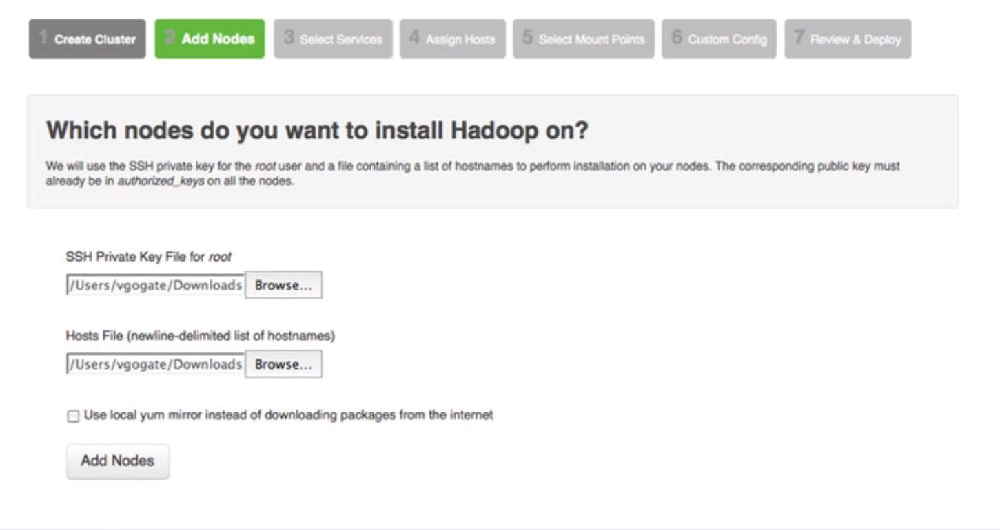 1 Create Cluster 2 Add Nodes 3 Select Services 4 Assign Hosts 5 Select Mount Points 6 Custom Config 7 Review & Deploy
Which nodes do you want to install Hadoop on?
We will use the SSH private key for the root user and a file containing a list of hostnames to perform installation on your nodes. The corresponding public key must
already be in authorized_keys on all the nodes.
SSH Private Key File for root
/Users/vgogate/Downloads Browse...
Hosts File (newline-delimited list of hostnames)
/Users/vgogate/Downloads Browse...
Use local yum mirror instead of downloading packages from the internet
Add Nodes